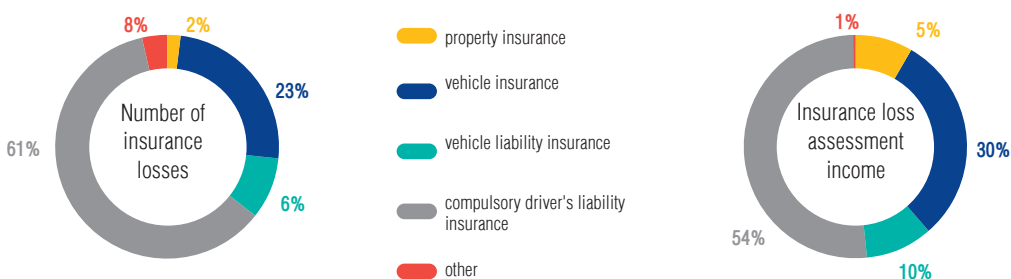 8%
2%
23%
6%
61%
Number of
insurance
losses
property insurance
vehicle insurance
vehicle liability insurance
compulsory driver's liability
insurance
other
1%
5%
30%
10%
54%
Insurance loss
assessment
income